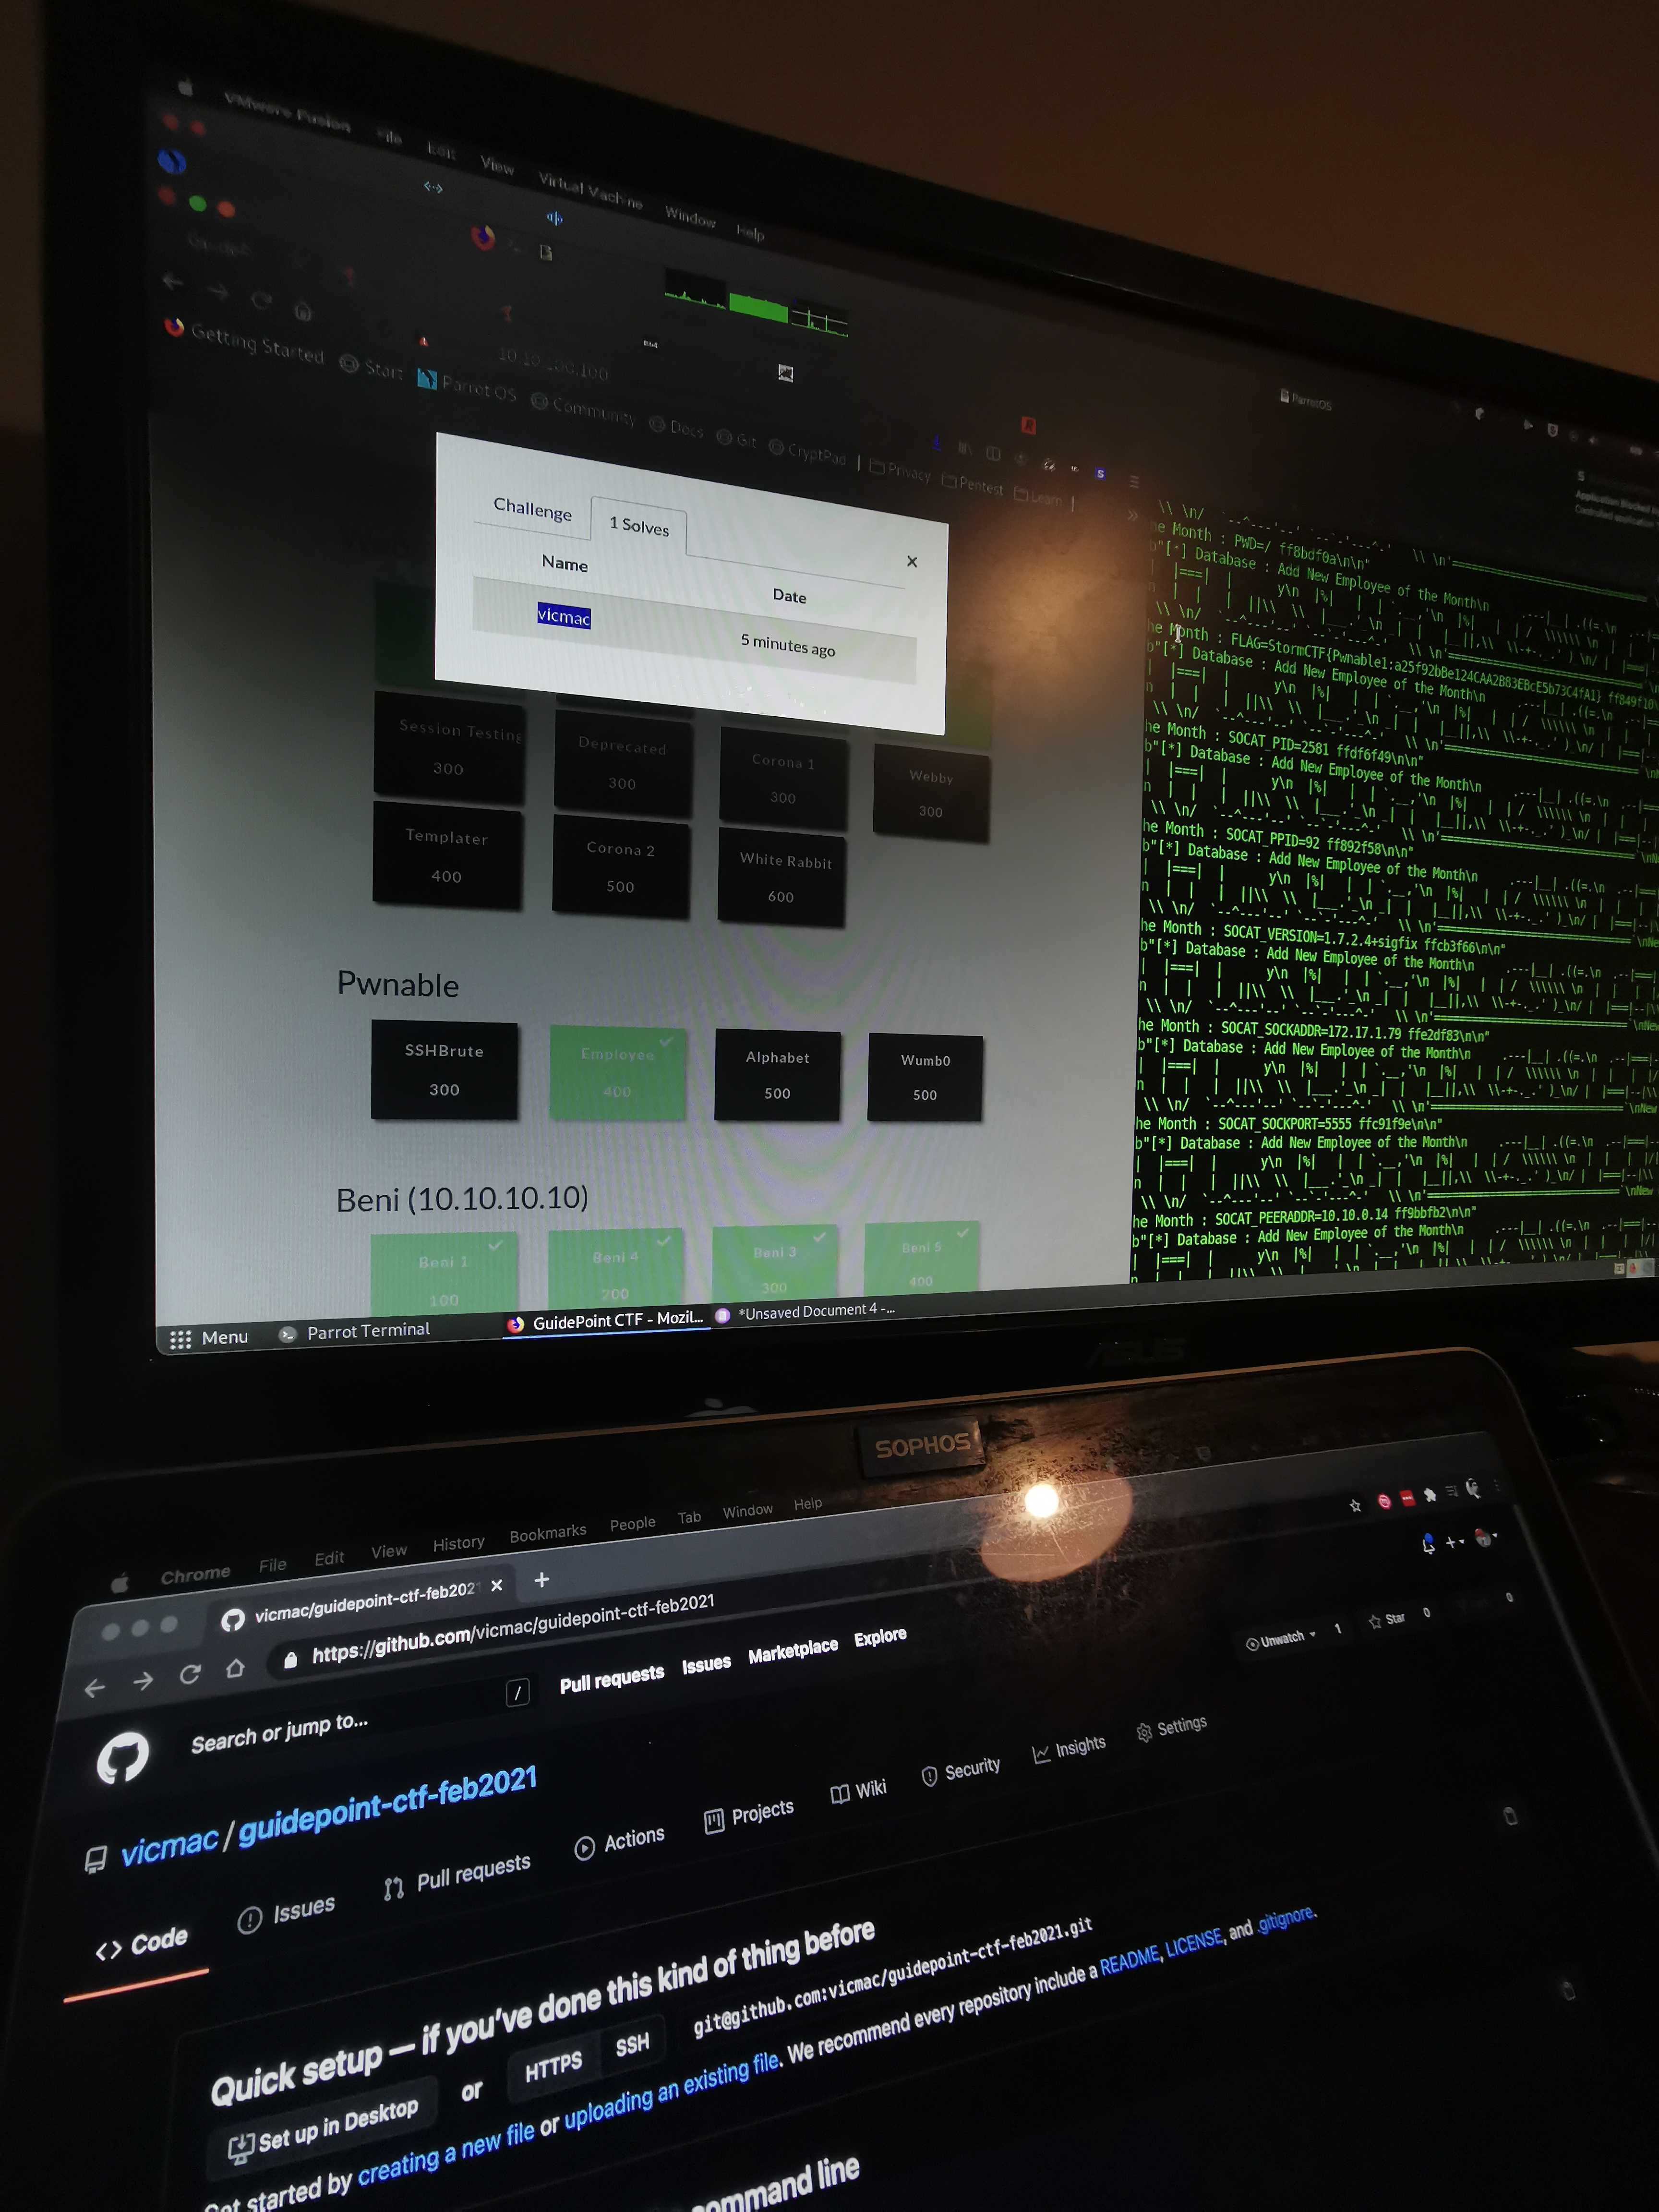 VMware Fusion File Edit View Virtual Machine Window Help
ParrotOS
10.10.100.100
Getting Started Start Parrot OS Community Docs Git CryptPad Privacy Pentest Learn
Challenge 1 Solves ×
Name Date
vicmac 5 minutes ago
Session Testing Deprecated Corona 1 Webby
300 300 300 300
Templater Corona 2 White Rabbit
400 500 600
Pwnable
SSHBrute Employee Alphabet Wumb0
300 400 500 500
Beni (10.10.10.10)
Beni 1 Beni 4 Beni 3 Beni 5
100 200 300 400
he Month : PWD=/ ff8bdf0a\n\n"
b"[*] Database : Add New Employee of the Month\n
he Month : FLAG=StormCTF{Pwnable1:a25f92bBe124CAA2B83EBcE5b73C4fA1} ff849f10\
b"[*] Database : Add New Employee of the Month\n
he Month : SOCAT_PID=2581 ffdf6f49\n\n"
b"[*] Database : Add New Employee of the Month\n
he Month : SOCAT_PPID=92 ff892f58\n\n"
b"[*] Database : Add New Employee of the Month\n
he Month : SOCAT_VERSION=1.7.2.4+sigfix ffcb3f66\n\n"
b"[*] Database : Add New Employee of the Month\n
he Month : SOCAT_SOCKADDR=172.17.1.79 ffe2df83\n\n"
b"[*] Database : Add New Employee of the Month\n
he Month : SOCAT_SOCKPORT=5555 ffc91f9e\n\n"
b"[*] Database : Add New Employee of the Month\n
he Month : SOCAT_PEERADDR=10.10.0.14 ff9bbfb2\n\n"
b"[*] Database : Add New Employee of the Month\n
Menu Parrot Terminal GuidePoint CTF - Mozil... *Unsaved Document 4 -...
ASUS
SOPHOS
Chrome File Edit View History Bookmarks People Tab Window Help
vicmac/guidepoint-ctf-feb2021 × +
https://github.com/vicmac/guidepoint-ctf-feb2021
Search or jump to... / Pull requests Issues Marketplace Explore
vicmac / guidepoint-ctf-feb2021
Unwatch 1 Star 0 0
Code Issues Pull requests Actions Projects Wiki Security Insights Settings
Quick setup — if you've done this kind of thing before
Set up in Desktop or HTTPS SSH git@github.com:vicmac/guidepoint-ctf-feb2021.git
Get started by creating a new file or uploading an existing file. We recommend every repository include a README, LICENSE, and .gitignore.
command line